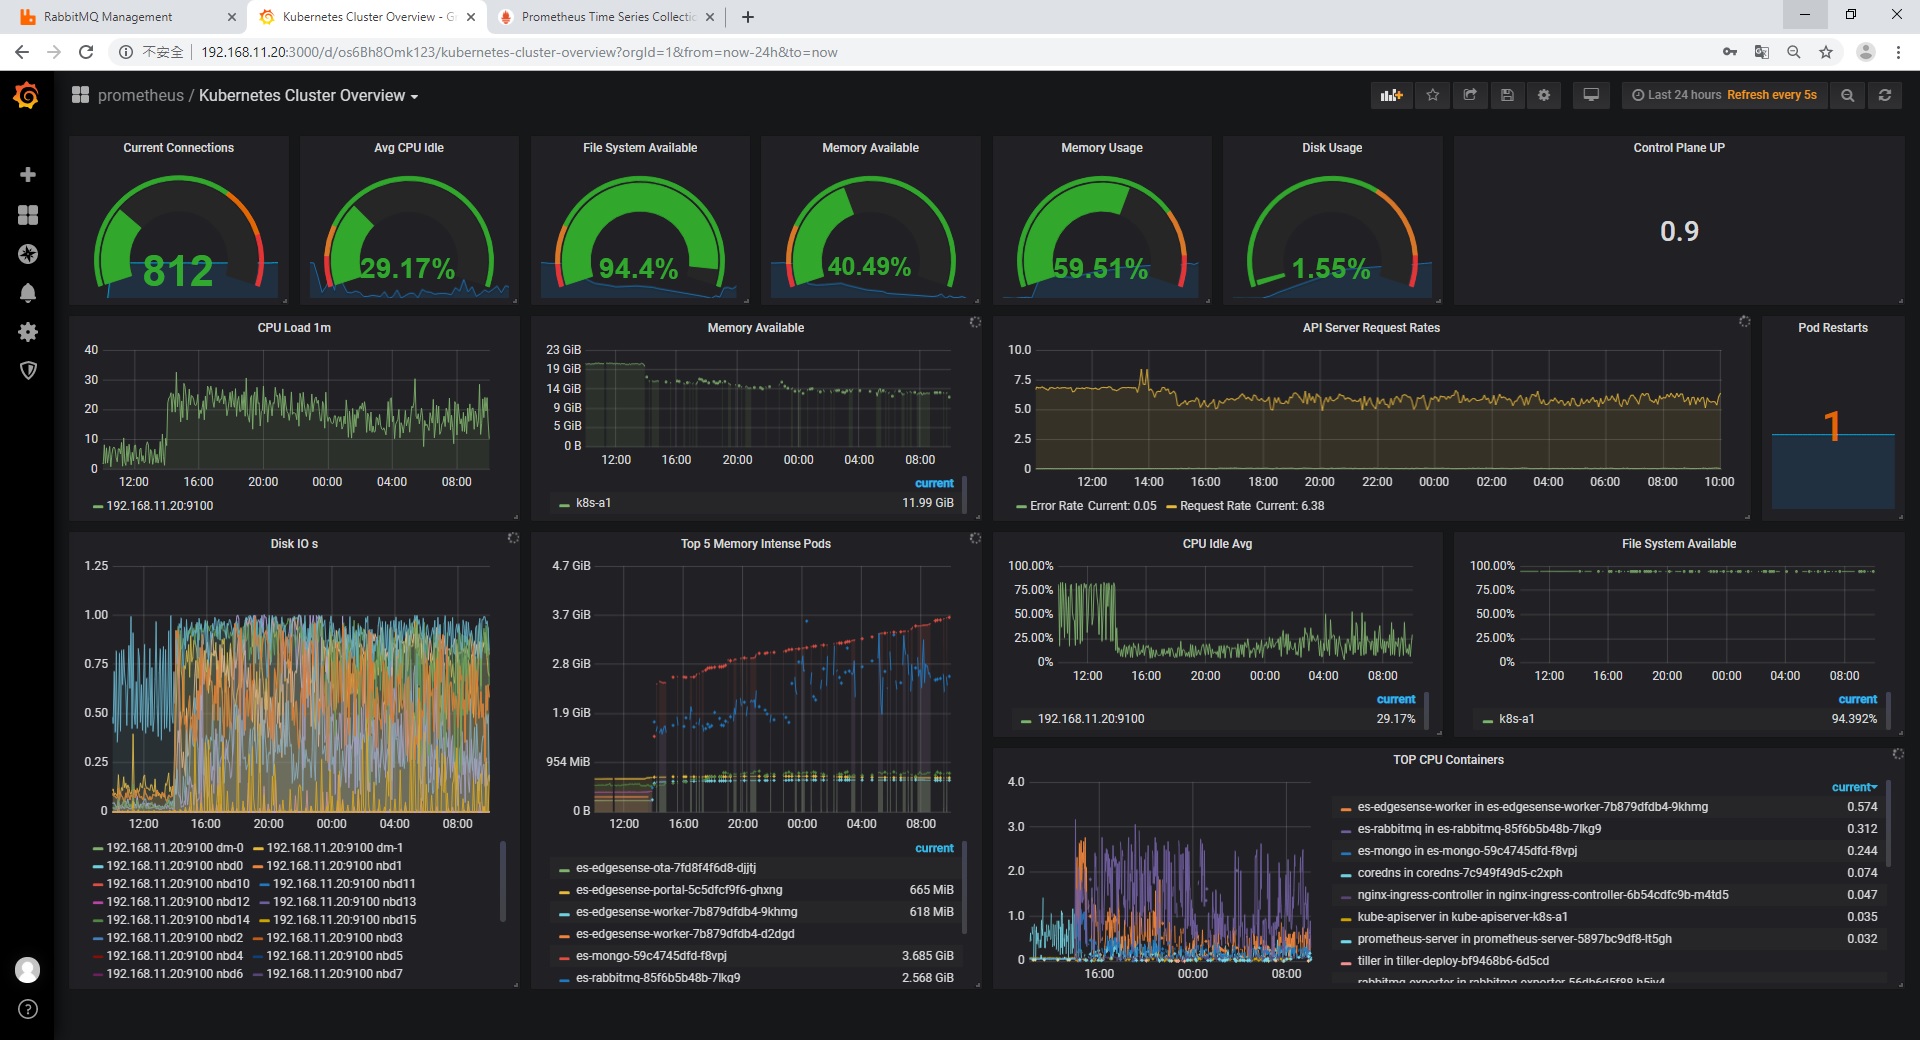 RabbitMQ Management
Kubernetes Cluster Overview - Gr
Prometheus Time Series Collectio
不安全
192.168.11.20:3000/d/os6Bh8Omk123/kubernetes-cluster-overview?orgId=1&from=now-24h&to=now
prometheus / Kubernetes Cluster Overview
Last 24 hours Refresh every 5s
Current Connections
812
Avg CPU Idle
29.17%
File System Available
94.4%
Memory Available
40.49%
Memory Usage
59.51%
Disk Usage
1.55%
Control Plane UP
0.9
CPU Load 1m
40
30
20
10
0
12:00 16:00 20:00 00:00 04:00 08:00
192.168.11.20:9100
Memory Available
23 GiB
19 GiB
14 GiB
9 GiB
5 GiB
0 B
12:00 16:00 20:00 00:00 04:00 08:00
current
k8s-a1 11.99 GiB
API Server Request Rates
10.0
7.5
5.0
2.5
0
12:00 14:00 16:00 18:00 20:00 22:00 00:00 02:00 04:00 06:00 08:00 10:00
Error Rate Current: 0.05 Request Rate Current: 6.38
Pod Restarts
1
Disk IO s
1.25
1.00
0.75
0.50
0.25
0
12:00 16:00 20:00 00:00 04:00 08:00
192.168.11.20:9100 dm-0 192.168.11.20:9100 dm-1
192.168.11.20:9100 nbd0 192.168.11.20:9100 nbd1
192.168.11.20:9100 nbd10 192.168.11.20:9100 nbd11
192.168.11.20:9100 nbd12 192.168.11.20:9100 nbd13
192.168.11.20:9100 nbd14 192.168.11.20:9100 nbd15
192.168.11.20:9100 nbd2 192.168.11.20:9100 nbd3
192.168.11.20:9100 nbd4 192.168.11.20:9100 nbd5
192.168.11.20:9100 nbd6 192.168.11.20:9100 nbd7
Top 5 Memory Intense Pods
4.7 GiB
3.7 GiB
2.8 GiB
1.9 GiB
954 MiB
0 B
12:00 16:00 20:00 00:00 04:00 08:00
current
es-edgesense-ota-7fd8f4f6d8-djjtj
es-edgesense-portal-5c5dfcf9f6-ghxng 665 MiB
es-edgesense-worker-7b879dfdb4-9khmg 618 MiB
es-edgesense-worker-7b879dfdb4-d2dgd
es-mongo-59c4745dfd-f8vpj 3.685 GiB
es-rabbitmq-85f6b5b48b-7lkg9 2.568 GiB
CPU Idle Avg
100.00%
75.00%
50.00%
25.00%
0%
12:00 16:00 20:00 00:00 04:00 08:00
current
192.168.11.20:9100 29.17%
File System Available
100.00%
75.00%
50.00%
25.00%
0%
12:00 16:00 20:00 00:00 04:00 08:00
current
k8s-a1 94.392%
TOP CPU Containers
4.0
3.0
2.0
1.0
0
16:00 00:00 08:00
current
es-edgesense-worker in es-edgesense-worker-7b879dfdb4-9khmg 0.574
es-rabbitmq in es-rabbitmq-85f6b5b48b-7lkg9 0.312
es-mongo in es-mongo-59c4745dfd-f8vpj 0.244
coredns in coredns-7c949f49d5-c2xph 0.074
nginx-ingress-controller in nginx-ingress-controller-6b54cdfc9b-m4td5 0.047
kube-apiserver in kube-apiserver-k8s-a1 0.035
prometheus-server in prometheus-server-5897bc9df8-lt5gh 0.032
tiller in tiller-deploy-bf9468b6-6d5cd
rabbitmq-exporter in